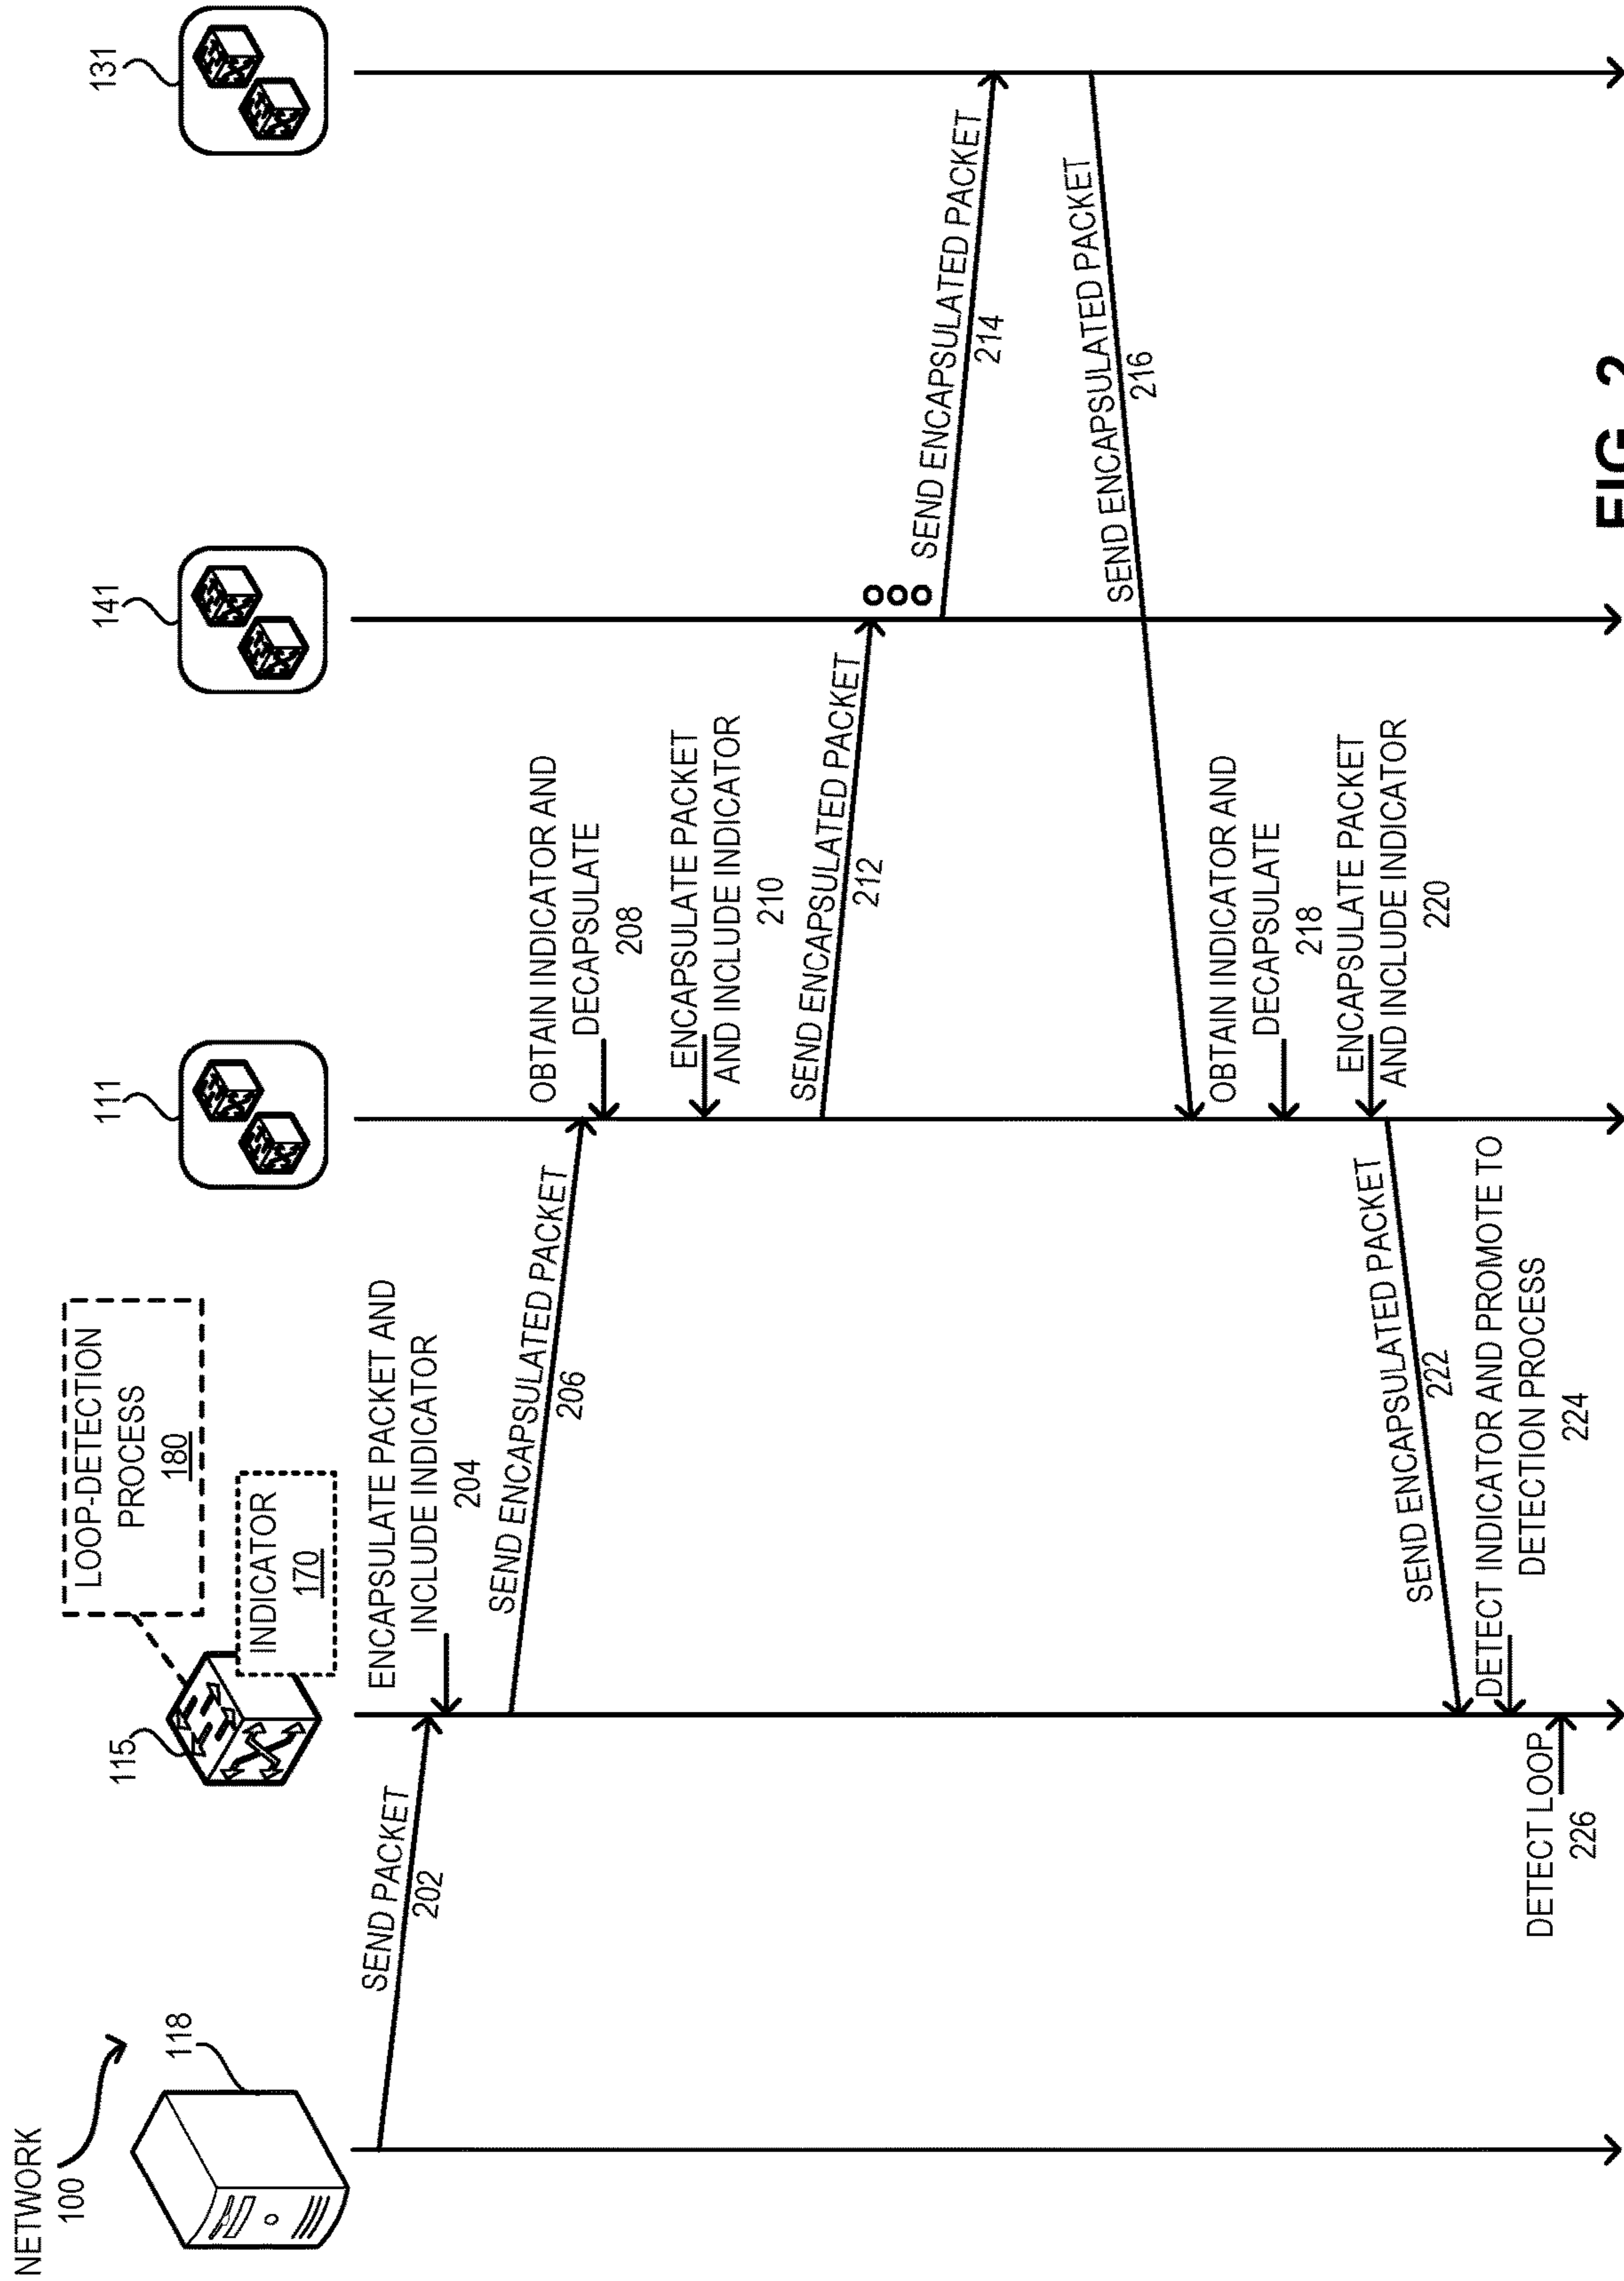 NETWORK
100
118
115
LOOP-DETECTION
PROCESS
180
INDICATOR
170
111
141
131
SEND PACKET
202
ENCAPSULATE PACKET AND
INCLUDE INDICATOR
204
SEND ENCAPSULATED PACKET
206
OBTAIN INDICATOR AND
DECAPSULATE
208
ENCAPSULATE PACKET
AND INCLUDE INDICATOR
210
SEND ENCAPSULATED PACKET
212
SEND ENCAPSULATED PACKET
214
SEND ENCAPSULATED PACKET
216
OBTAIN INDICATOR AND
DECAPSULATE
218
ENCAPSULATE PACKET
AND INCLUDE INDICATOR
220
SEND ENCAPSULATED PACKET
222
DETECT INDICATOR AND PROMOTE TO
DETECTION PROCESS
224
DETECT LOOP
226
FIG. 2